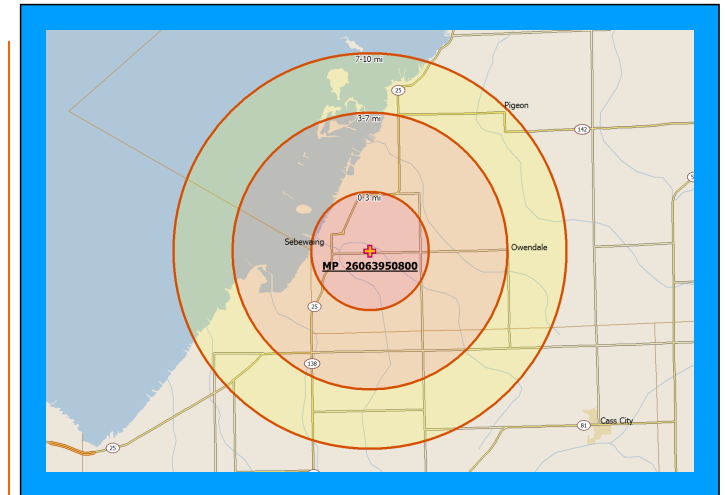 7-10 mi
25
Pigeon
3-7 mi
142
0-3 mi
Sebewaing
Owendale
MP 26063950800
25
138
Cass City
81
25